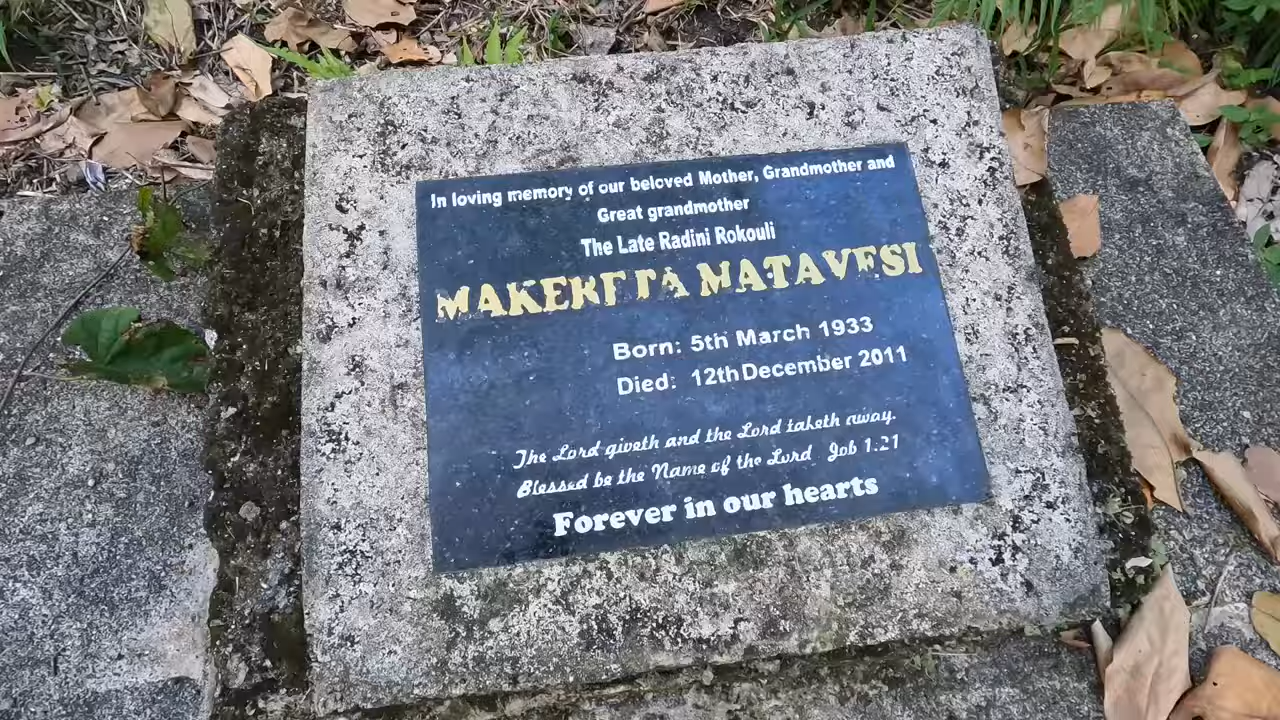 In loving memory of our beloved Mother, Grandmother and
Great grandmother
The Late Radini Rokouli
MAKERETA MATAVESI
Born: 5th March 1933
Died: 12th December 2011
The Lord giveth and the Lord taketh away.
Blessed be the Name of the Lord Job 1:21
Forever in our hearts